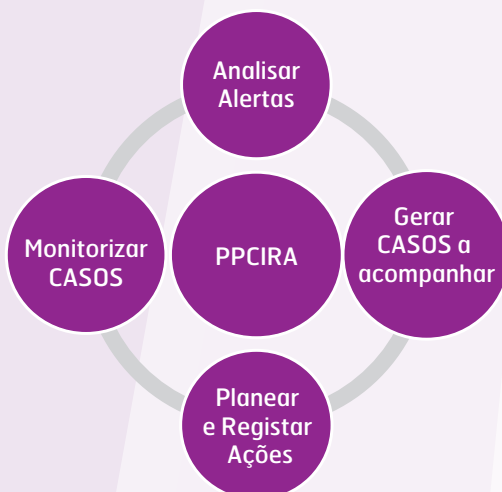 Analisar
Alertas
Gerar
CASOS a
acompanhar
Monitorizar
CASOS
PPCIRA
Planear
e Registar
Ações